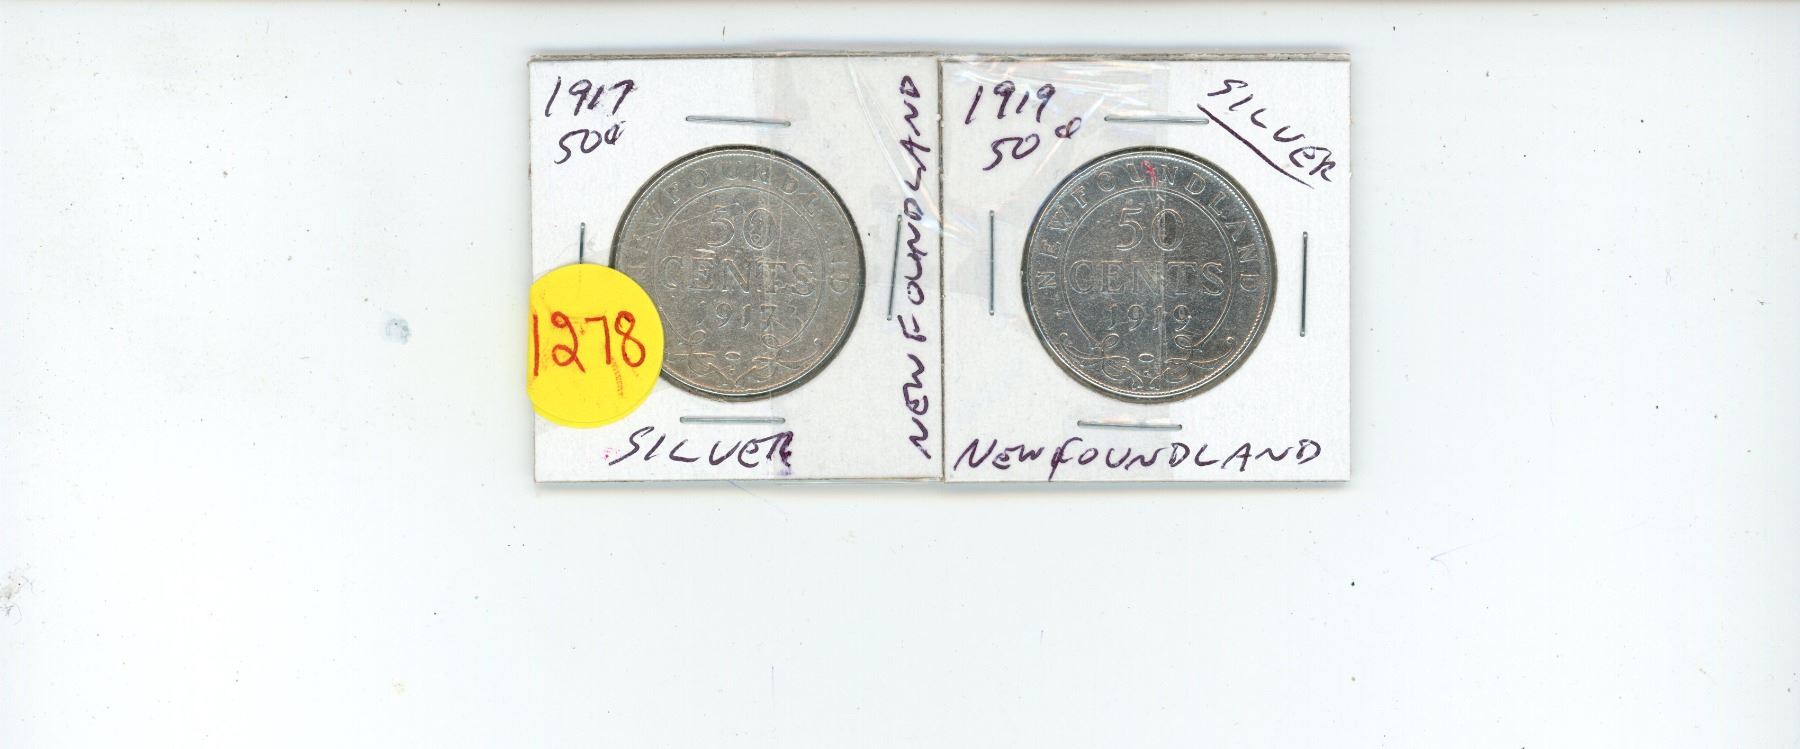 1917
50¢
NEWFOUNDLAND
NEWFOUNDLAND
50
CENTS
1917
1278
SILVER
1919
50¢
SILVER
NEWFOUNDLAND
50
CENTS
1919
NEWFOUNDLAND